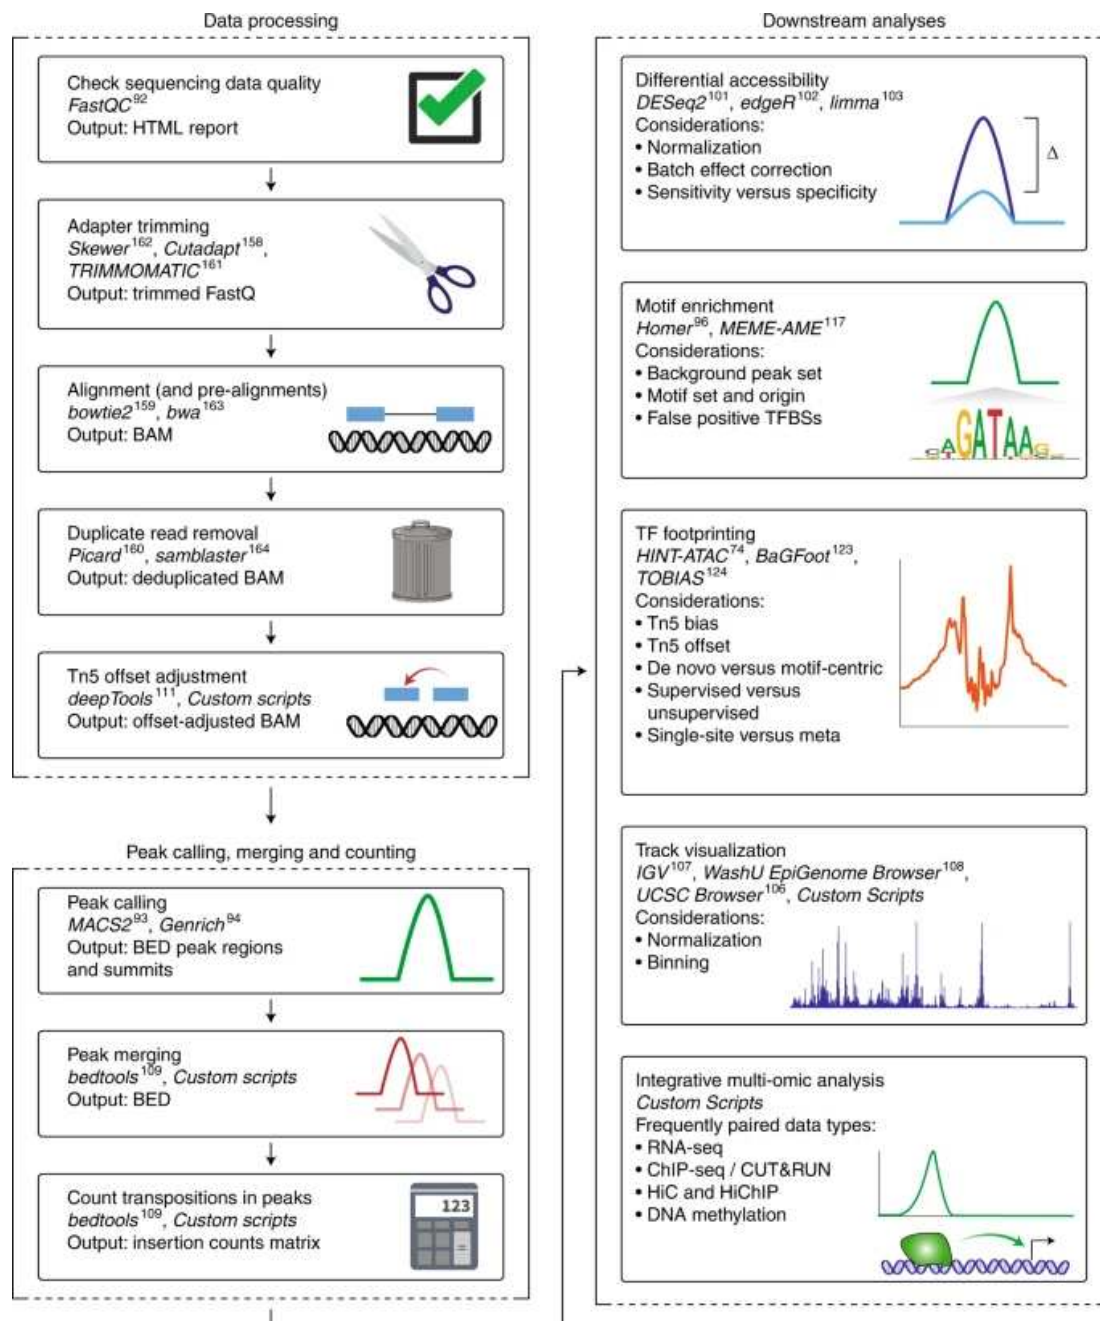 Data processing
Check sequencing data quality
FastQC92
Output: HTML report
Adapter trimming
Skewer162, Cutadapt158,
TRIMMOMATIC161
Output: trimmed FastQ
Alignment (and pre-alignments)
bowtie2159, bwa163
Output: BAM
Duplicate read removal
Picard160, samblaster164
Output: deduplicated BAM
Tn5 offset adjustment
deepTools111, Custom scripts
Output: offset-adjusted BAM
Peak calling, merging and counting
Peak calling
MACS293, Genrich94
Output: BED peak regions
and summits
Peak merging
bedtools109, Custom scripts
Output: BED
Count transpositions in peaks
bedtools109, Custom scripts
Output: insertion counts matrix
123
=
Downstream analyses
Differential accessibility
DESeq2101, edgeR102, limma103
Considerations:
• Normalization
• Batch effect correction
• Sensitivity versus specificity
Δ
Motif enrichment
Homer96, MEME-AME117
Considerations:
• Background peak set
• Motif set and origin
• False positive TFBSs
GATAA
TF footprinting
HINT-ATAC74, BaGFoot123,
TOBIAS124
Considerations:
• Tn5 bias
• Tn5 offset
• De novo versus motif-centric
• Supervised versus
unsupervised
• Single-site versus meta
Track visualization
IGV107, WashU EpiGenome Browser108,
UCSC Browser106, Custom Scripts
Considerations:
• Normalization
• Binning
Integrative multi-omic analysis
Custom Scripts
Frequently paired data types:
• RNA-seq
• ChIP-seq / CUT&RUN
• HiC and HiChIP
• DNA methylation